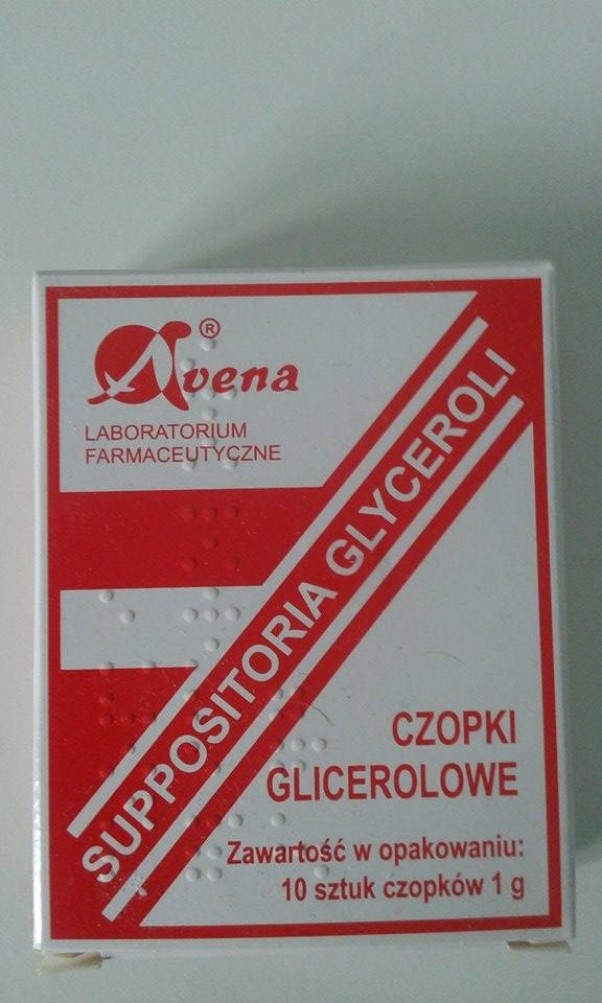 Avena ®
LABORATORIUM
FARMACEUTYCZNE
SUPPOSITORIA GLYCEROLI
CZOPKI
GLICEROLOWE
Zawartość w opakowaniu:
10 sztuk czopków 1 g